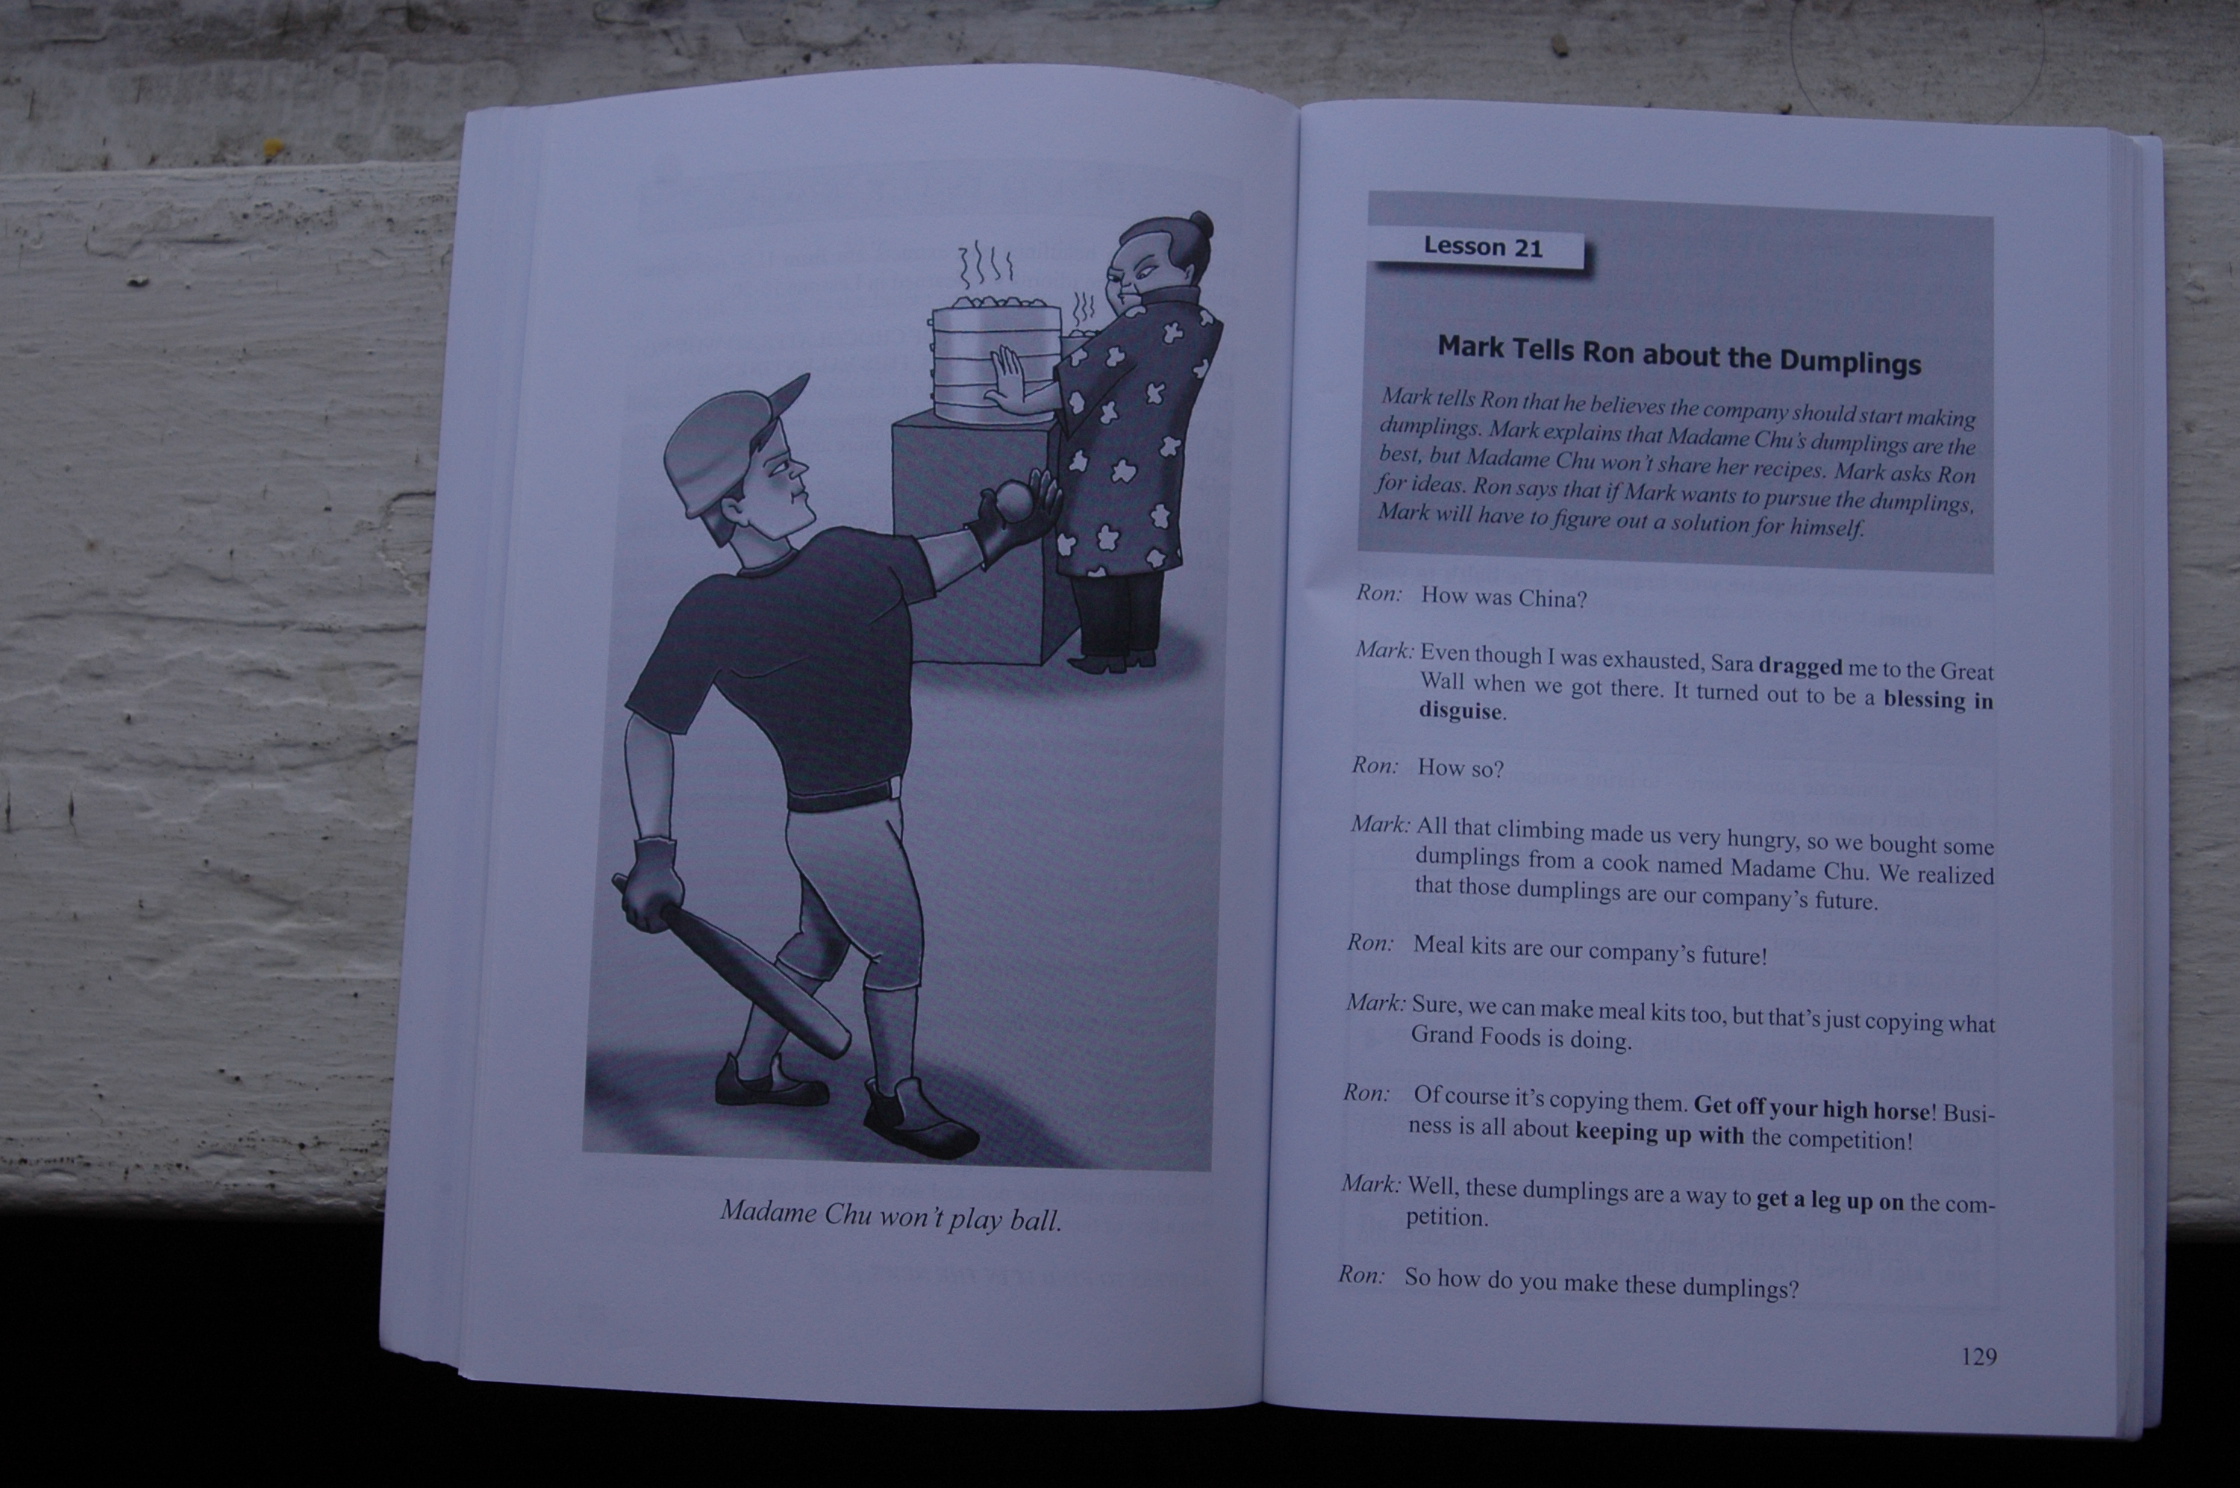 Madame Chu won't play ball.
Lesson 21
Mark Tells Ron about the Dumplings
Mark tells Ron that he believes the company should start making
dumplings. Mark explains that Madame Chu's dumplings are the
best, but Madame Chu won't share her recipes. Mark asks Ron
for ideas. Ron says that if Mark wants to pursue the dumplings,
Mark will have to figure out a solution for himself.
Ron: How was China?
Mark: Even though I was exhausted, Sara dragged me to the Great
Wall when we got there. It turned out to be a blessing in
disguise.
Ron: How so?
Mark: All that climbing made us very hungry, so we bought some
dumplings from a cook named Madame Chu. We realized
that those dumplings are our company's future.
Ron: Meal kits are our company's future!
Mark: Sure, we can make meal kits too, but that's just copying what
Grand Foods is doing.
Ron: Of course it's copying them. Get off your high horse! Busi-
ness is all about keeping up with the competition!
Mark: Well, these dumplings are a way to get a leg up on the com-
petition.
Ron: So how do you make these dumplings?
129